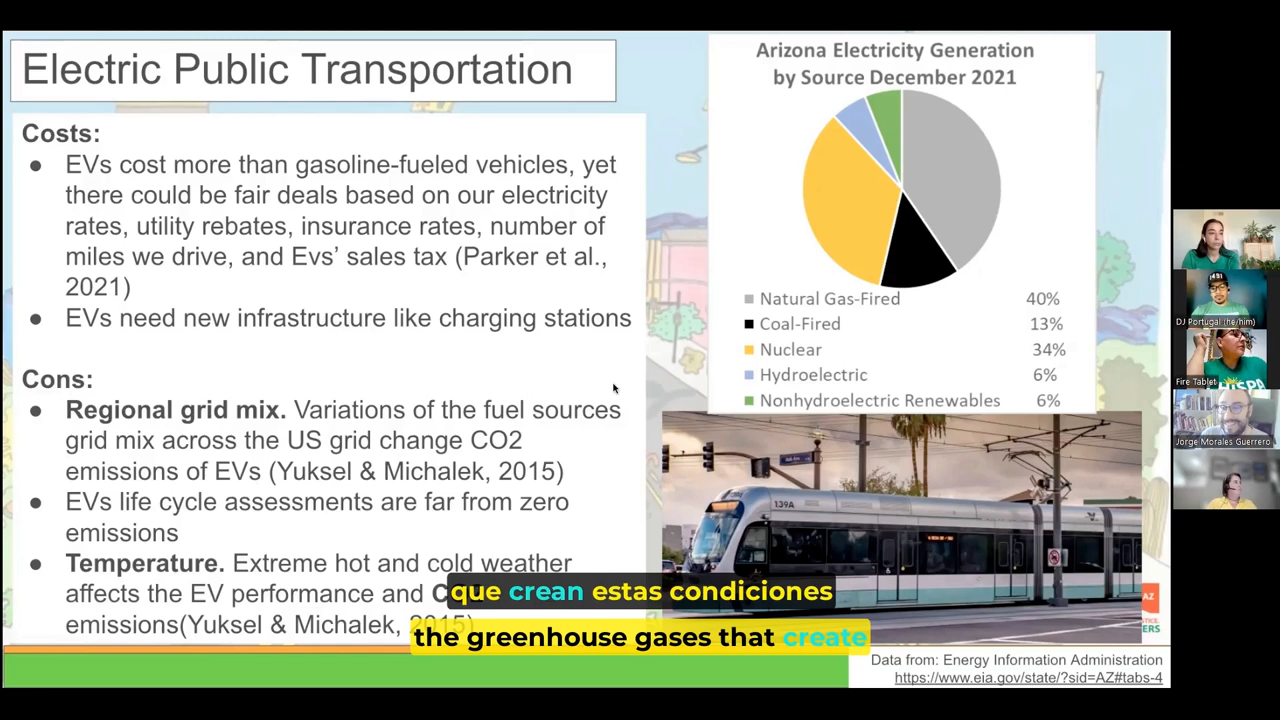 Electric Public Transportation
Costs:
● EVs cost more than gasoline-fueled vehicles, yet
there could be fair deals based on our electricity
rates, utility rebates, insurance rates, number of
miles we drive, and Evs’ sales tax (Parker et al.,
2021)
● EVs need new infrastructure like charging stations
Cons:
● Regional grid mix. Variations of the fuel sources
grid mix across the US grid change CO2
emissions of EVs (Yuksel & Michalek, 2015)
● EVs life cycle assessments are far from zero
emissions
● Temperature. Extreme hot and cold weather
affects the EV performance and
emissions(Yuksel & Michalek, 2015)
Arizona Electricity Generation
by Source December 2021
Natural Gas-Fired 40%
Coal-Fired 13%
Nuclear 34%
Hydroelectric 6%
Nonhydroelectric Renewables 6%
139A
AZ
ERS
que crean estas condiciones
the greenhouse gases that create
Data from: Energy Information Administration
https://www.eia.gov/state/?sid=AZ#tabs-4
DJ Portugal (he/him)
Fire Tablet
Jorge Morales Guerrero